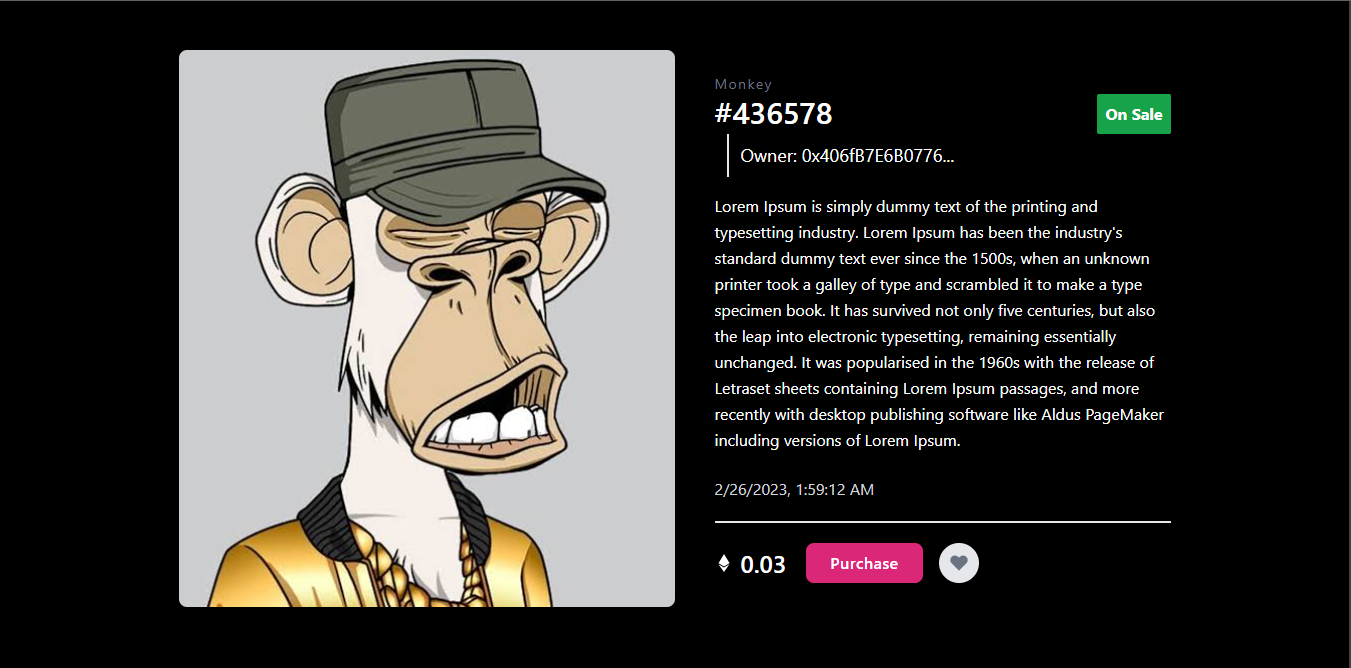 Monkey
#436578
On Sale
Owner: 0x406fB7E6B0776...
Lorem Ipsum is simply dummy text of the printing and
typesetting industry. Lorem Ipsum has been the industry's
standard dummy text ever since the 1500s, when an unknown
printer took a galley of type and scrambled it to make a type
specimen book. It has survived not only five centuries, but also
the leap into electronic typesetting, remaining essentially
unchanged. It was popularised in the 1960s with the release of
Letraset sheets containing Lorem Ipsum passages, and more
recently with desktop publishing software like Aldus PageMaker
including versions of Lorem Ipsum.
2/26/2023, 1:59:12 AM
0.03
Purchase